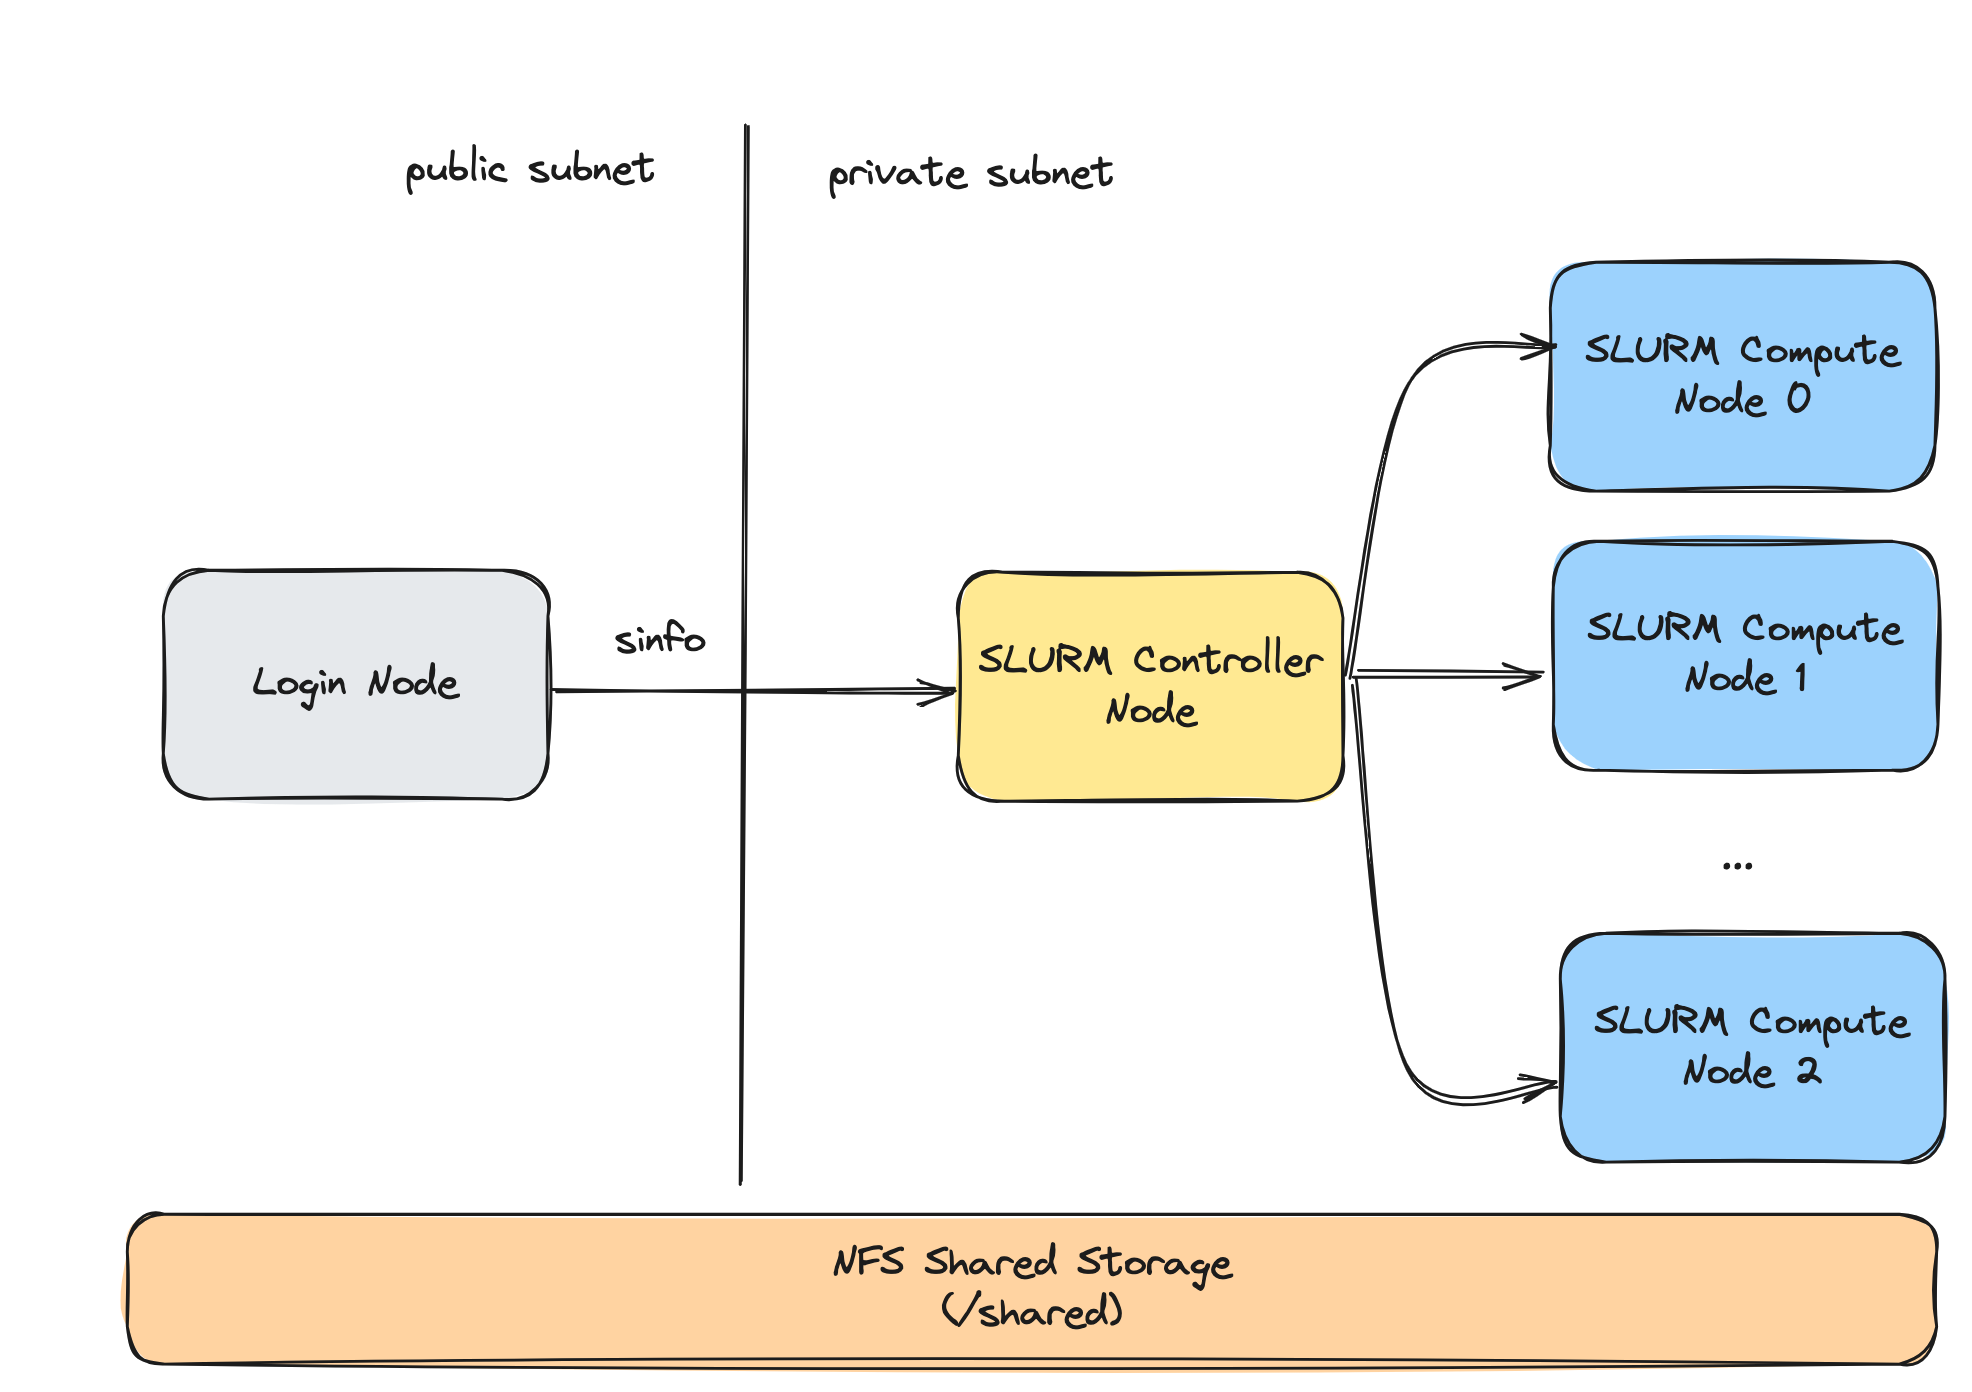 public subnet
private subnet
SLURM Compute
Node 0
Login Node
sinfo
SLURM Controller
Node
SLURM Compute
Node 1
...
SLURM Compute
Node 2
NFS Shared Storage
(/shared)